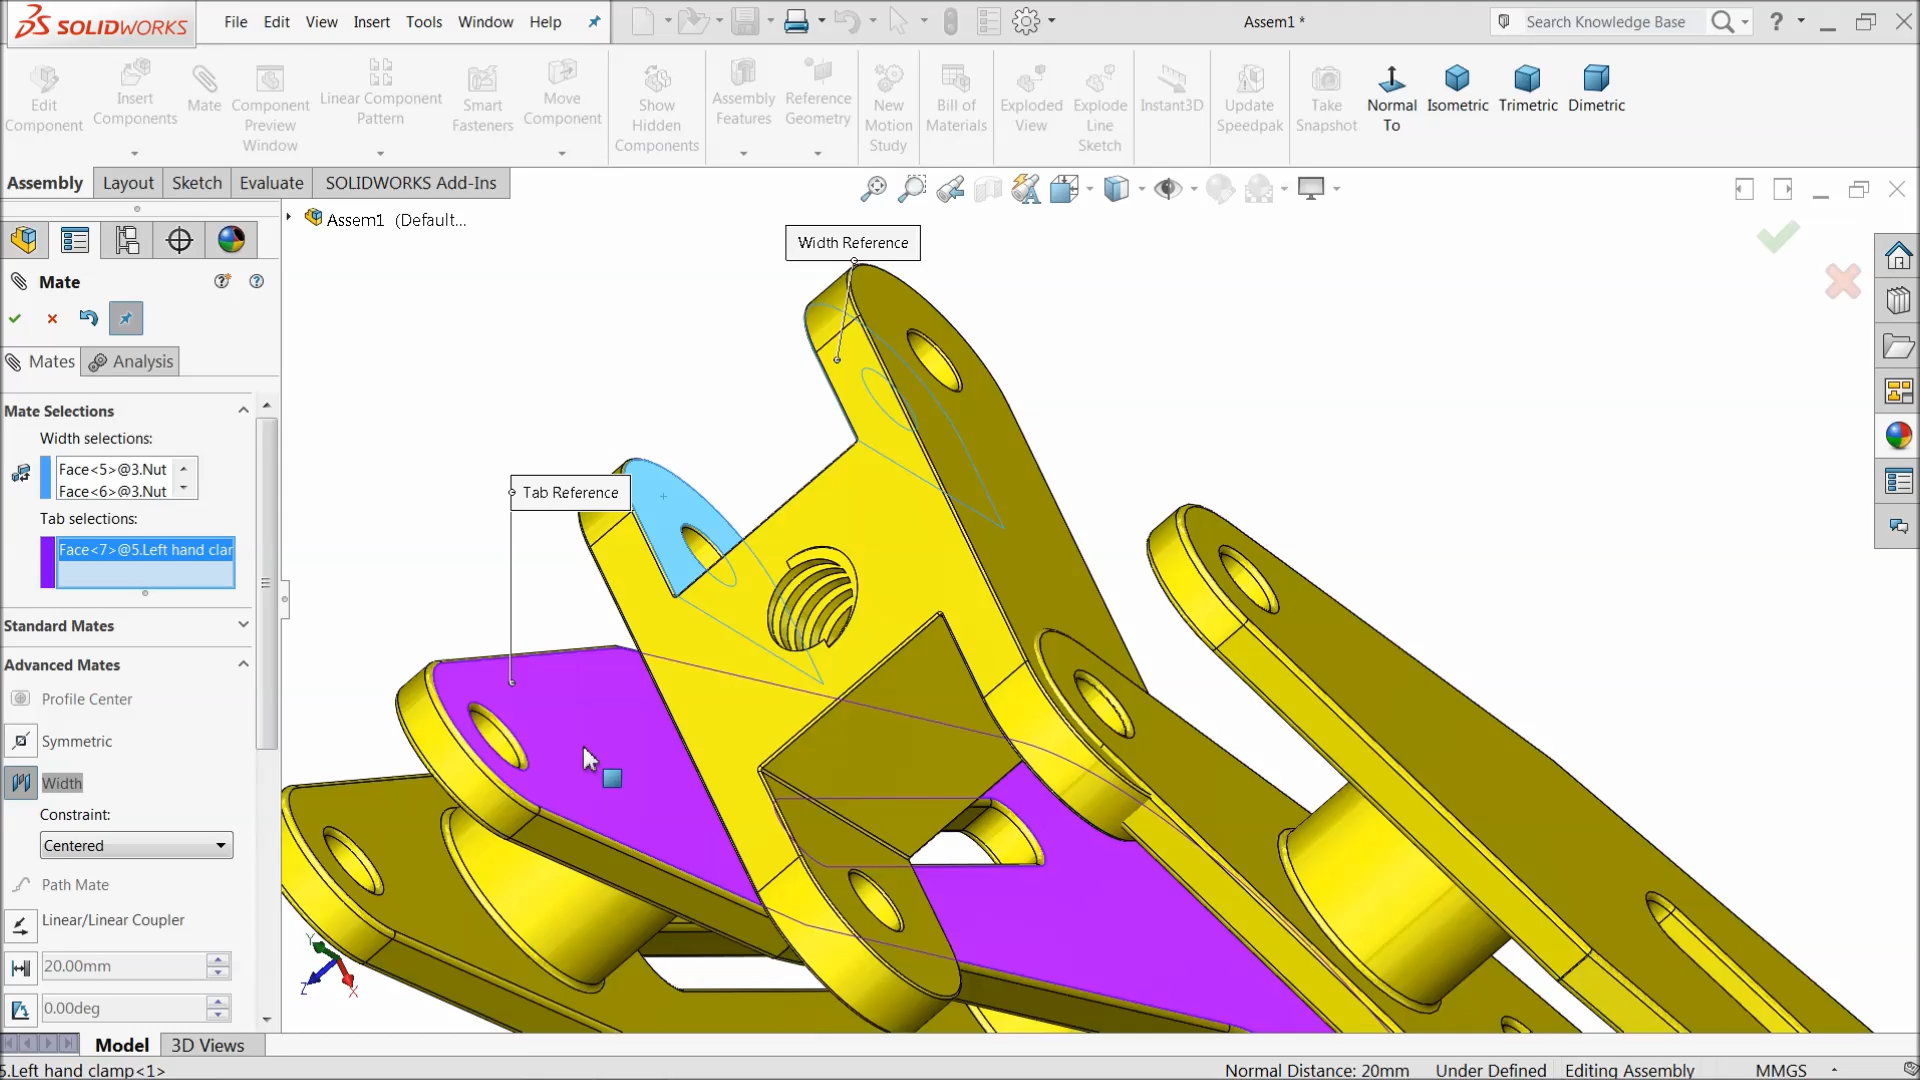 SOLIDWORKS
File Edit View Insert Tools Window Help
Assem1 *
Search Knowledge Base
?
Edit Component
Insert Components
Mate
Component Preview Window
Linear Component Pattern
Smart Fasteners
Move Component
Show Hidden Components
Assembly Features
Reference Geometry
New Motion Study
Bill of Materials
Exploded View
Explode Line Sketch
Instant3D
Update Speedpak
Take Snapshot
Normal To
Isometric
Trimetric
Dimetric
Assembly Layout Sketch Evaluate SOLIDWORKS Add-Ins
Assem1 (Default...
Width Reference
Tab Reference
Mate
Mates Analysis
Mate Selections
Width selections:
Face<5>@3.Nut
Face<6>@3.Nut
Tab selections:
Face<7>@5.Left hand clar
Standard Mates
Advanced Mates
Profile Center
Symmetric
Width
Constraint:
Centered
Path Mate
Linear/Linear Coupler
20.00mm
0.00deg
Y
Z
X
Model 3D Views
5.Left hand clamp<1>
Normal Distance: 20mm Under Defined Editing Assembly MMGS